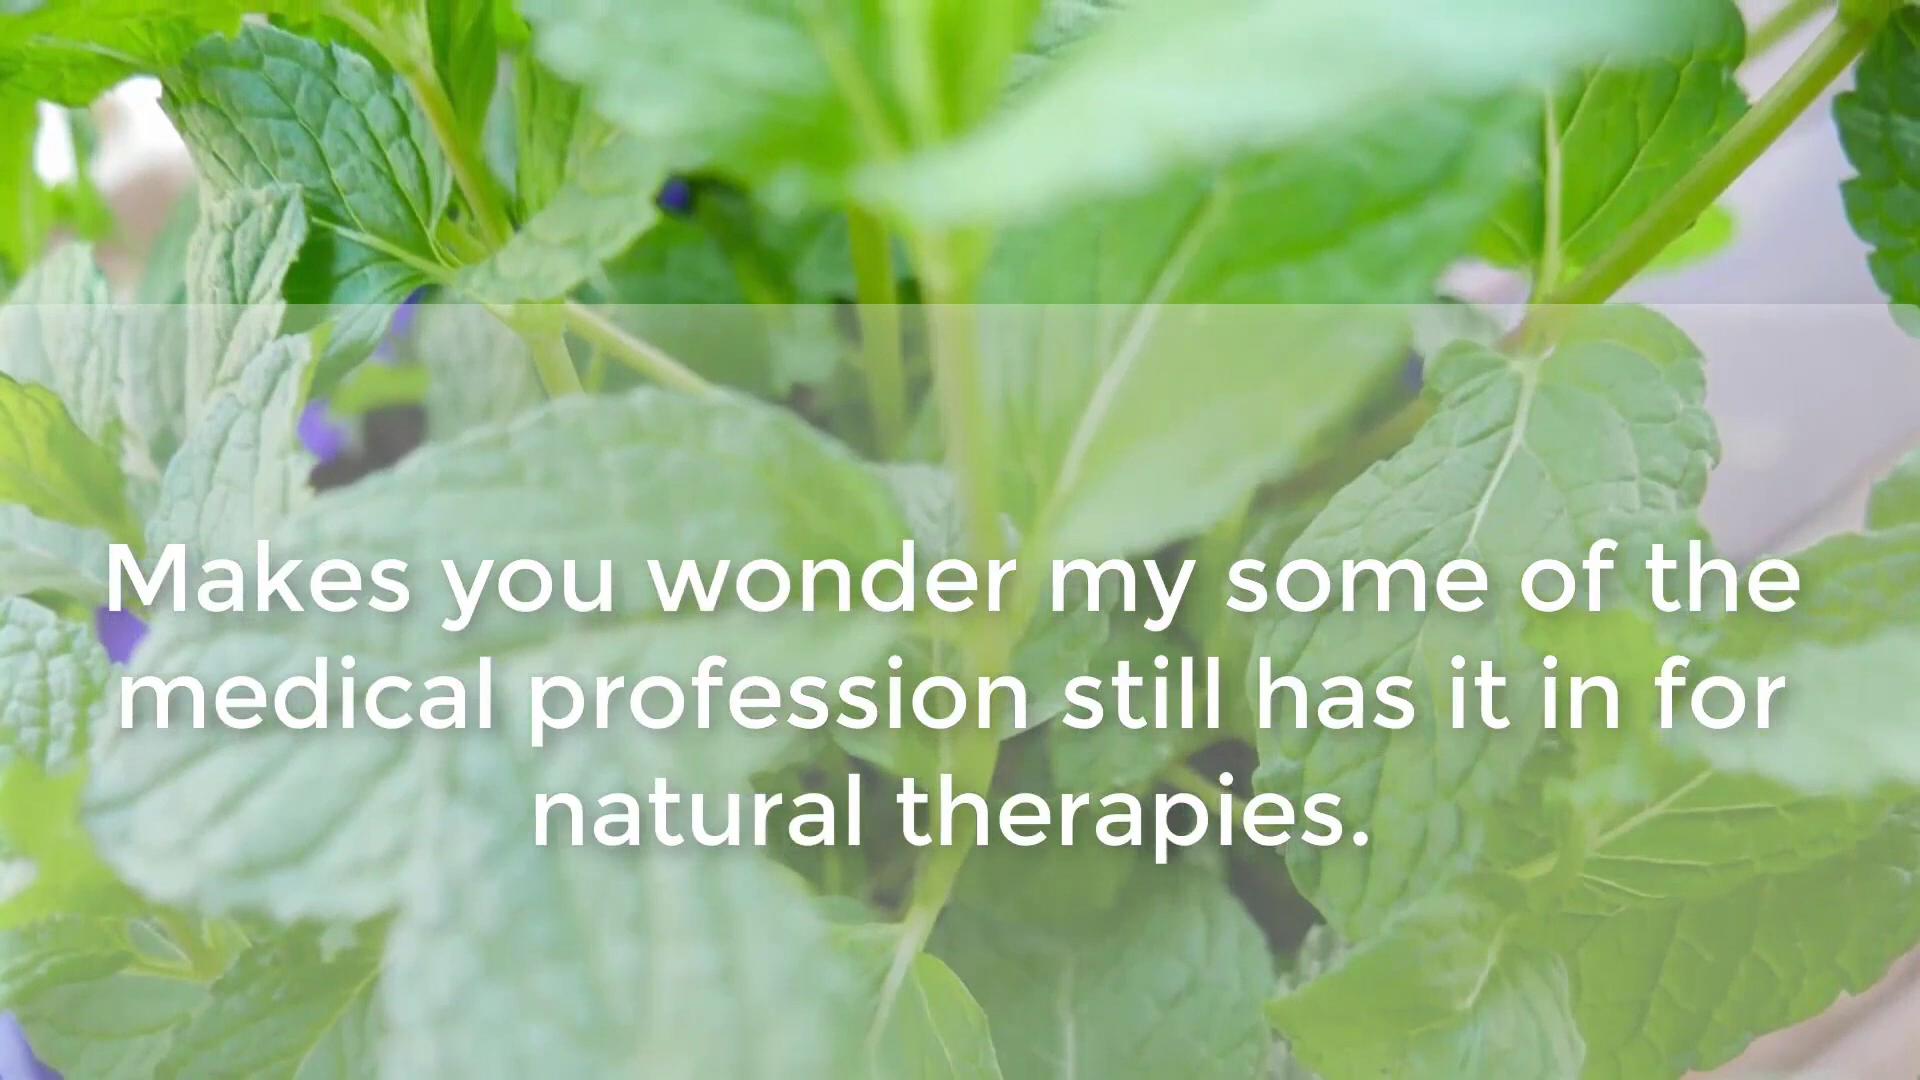 Makes you wonder my some of the
medical profession still has it in for
natural therapies.